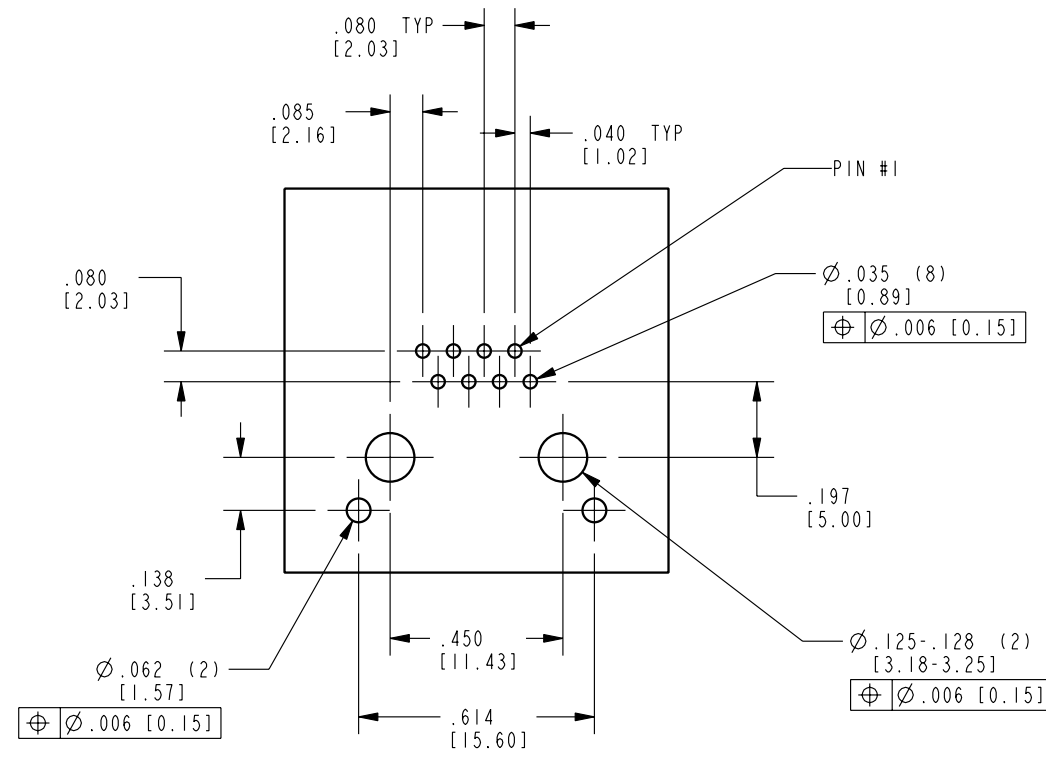 .080 TYP
[2.03]
.085
[2.16]
.040 TYP
[1.02]
PIN #1
.080
[2.03]
Ø.035 (8)
[0.89]
⌖ Ø.006 [0.15]
.197
[5.00]
.138
[3.51]
.450
[11.43]
Ø.125-.128 (2)
[3.18-3.25]
⌖ Ø.006 [0.15]
Ø.062 (2)
[1.57]
⌖ Ø.006 [0.15]
.614
[15.60]